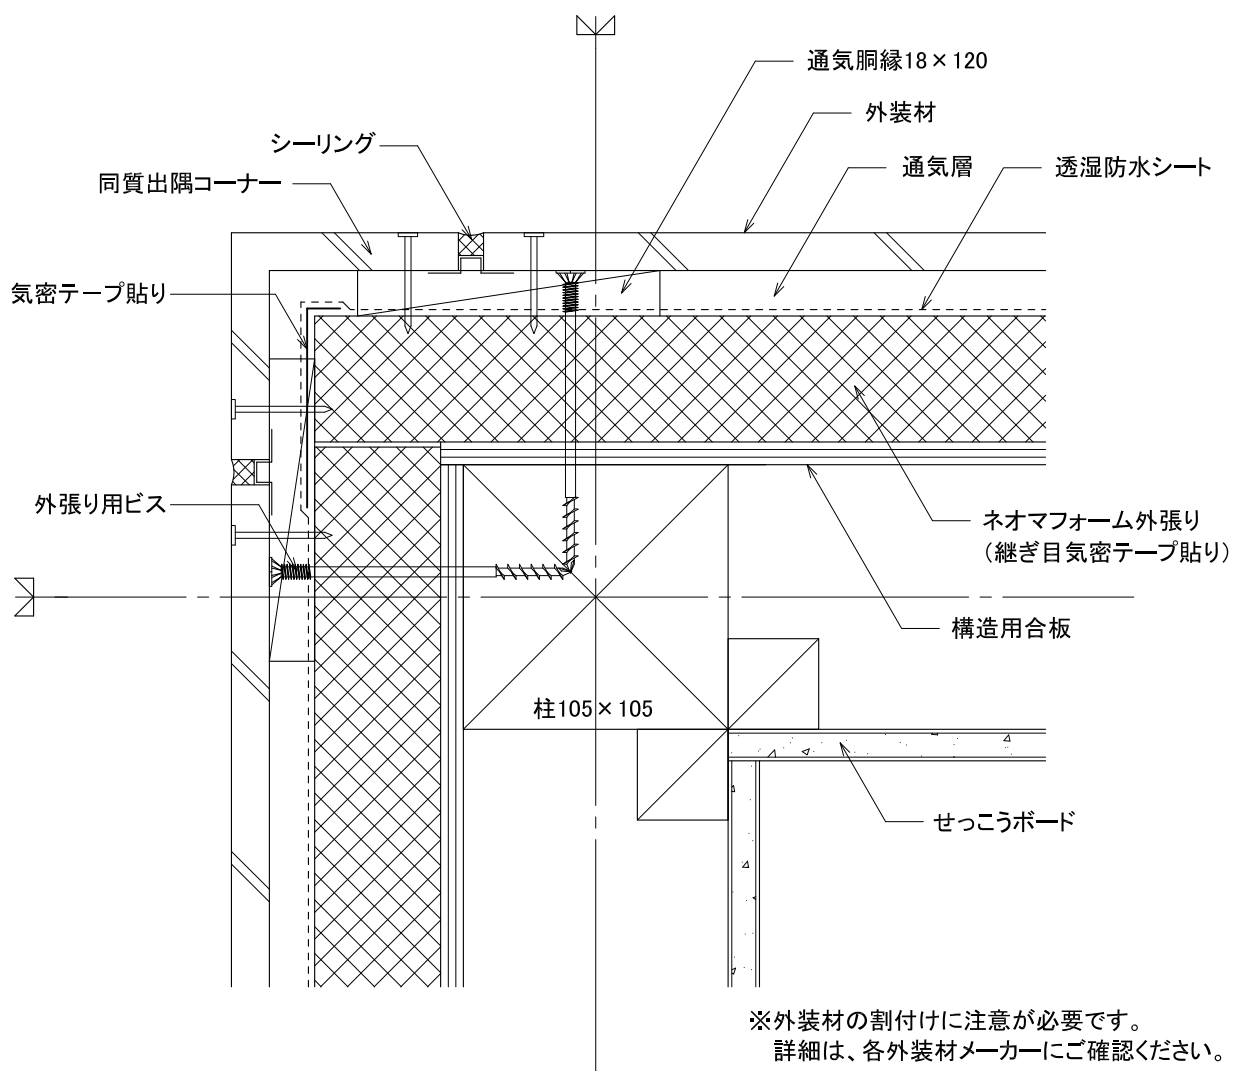 通気胴縁18×120
外装材
シーリング
通気層
透湿防水シート
同質出隅コーナー
気密テープ貼り
外張り用ビス
ネオマフォーム外張り
（継ぎ目気密テープ貼り）
構造用合板
柱105×105
せっこうボード
※外装材の割付けに注意が必要です。
詳細は、各外装材メーカーにご確認ください。